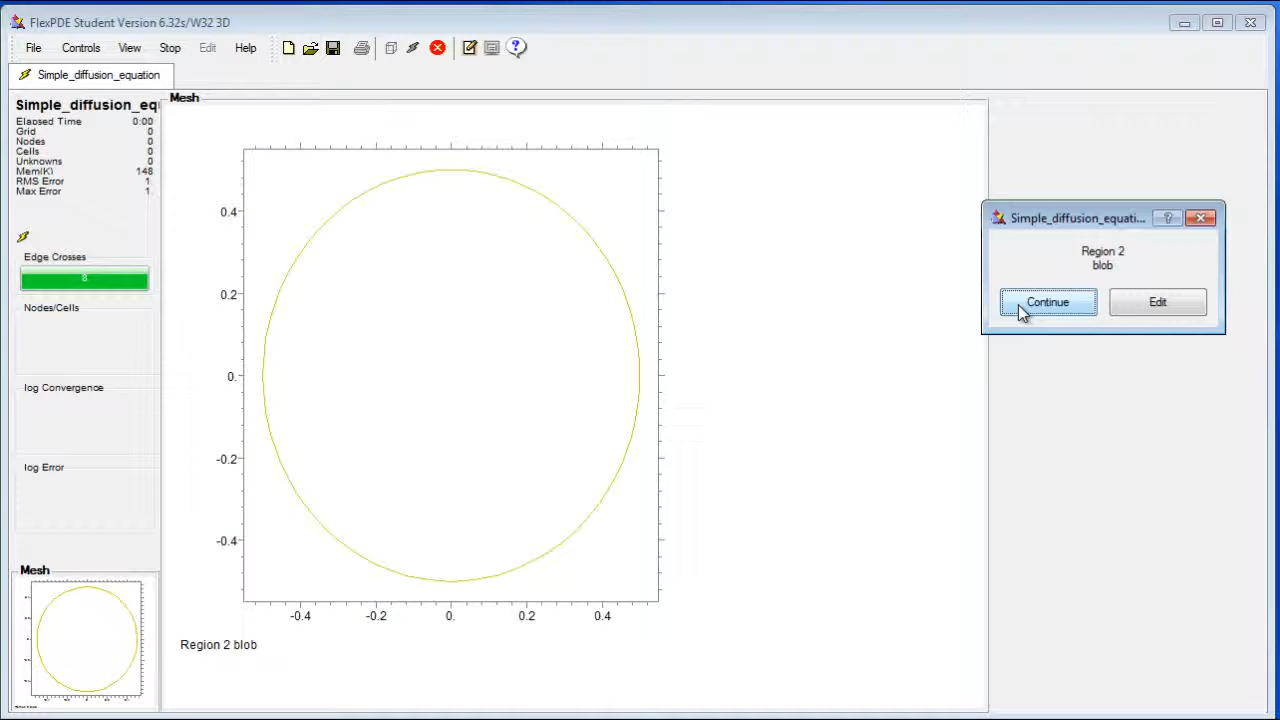 FlexPDE Student Version 6.32s/W32 3D
File Controls View Stop Edit Help
Simple_diffusion_equation
Simple_diffusion_eq
Elapsed Time 0:00
Grid 0
Nodes 0
Cells 0
Unknowns 0
Mem(K) 148
RMS Error 1
Max Error 1.
Edge Crosses
8
Nodes/Cells
log Convergence
log Error
Mesh
Mesh
0.4
0.2
0.
-0.2
-0.4
-0.4 -0.2 0. 0.2 0.4
Region 2 blob
Simple_diffusion_equati...
Region 2
blob
Continue Edit